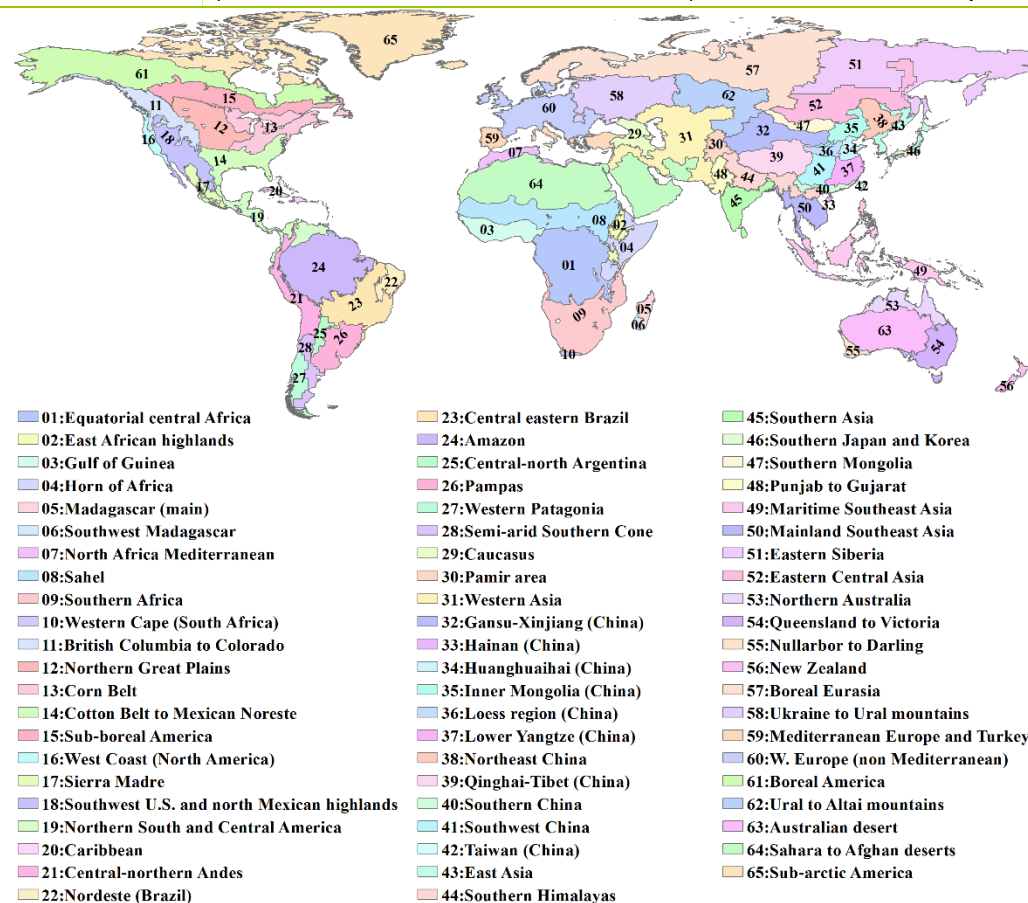 65
61
57
51
15
11
60
58
62
52
12
13
16
18
59
29
31
32
47
38
35
43
07
30
36
34
46
14
39
41
37
48
44
64
45
40
42
17
20
50
33
08
02
03
19
04
49
01
24
22
21
23
05
53
09
06
63
25
26
54
28
10
55
27
56
01:Equatorial central Africa
02:East African highlands
03:Gulf of Guinea
04:Horn of Africa
05:Madagascar (main)
06:Southwest Madagascar
07:North Africa Mediterranean
08:Sahel
09:Southern Africa
10:Western Cape (South Africa)
11:British Columbia to Colorado
12:Northern Great Plains
13:Corn Belt
14:Cotton Belt to Mexican Noreste
15:Sub-boreal America
16:West Coast (North America)
17:Sierra Madre
18:Southwest U.S. and north Mexican highlands
19:Northern South and Central America
20:Caribbean
21:Central-northern Andes
22:Nordeste (Brazil)
23:Central eastern Brazil
24:Amazon
25:Central-north Argentina
26:Pampas
27:Western Patagonia
28:Semi-arid Southern Cone
29:Caucasus
30:Pamir area
31:Western Asia
32:Gansu-Xinjiang (China)
33:Hainan (China)
34:Huanghuaihai (China)
35:Inner Mongolia (China)
36:Loess region (China)
37:Lower Yangtze (China)
38:Northeast China
39:Qinghai-Tibet (China)
40:Southern China
41:Southwest China
42:Taiwan (China)
43:East Asia
44:Southern Himalayas
45:Southern Asia
46:Southern Japan and Korea
47:Southern Mongolia
48:Punjab to Gujarat
49:Maritime Southeast Asia
50:Mainland Southeast Asia
51:Eastern Siberia
52:Eastern Central Asia
53:Northern Australia
54:Queensland to Victoria
55:Nullarbor to Darling
56:New Zealand
57:Boreal Eurasia
58:Ukraine to Ural mountains
59:Mediterranean Europe and Turkey
60:W. Europe (non Mediterranean)
61:Boreal America
62:Ural to Altai mountains
63:Australian desert
64:Sahara to Afghan deserts
65:Sub-arctic America